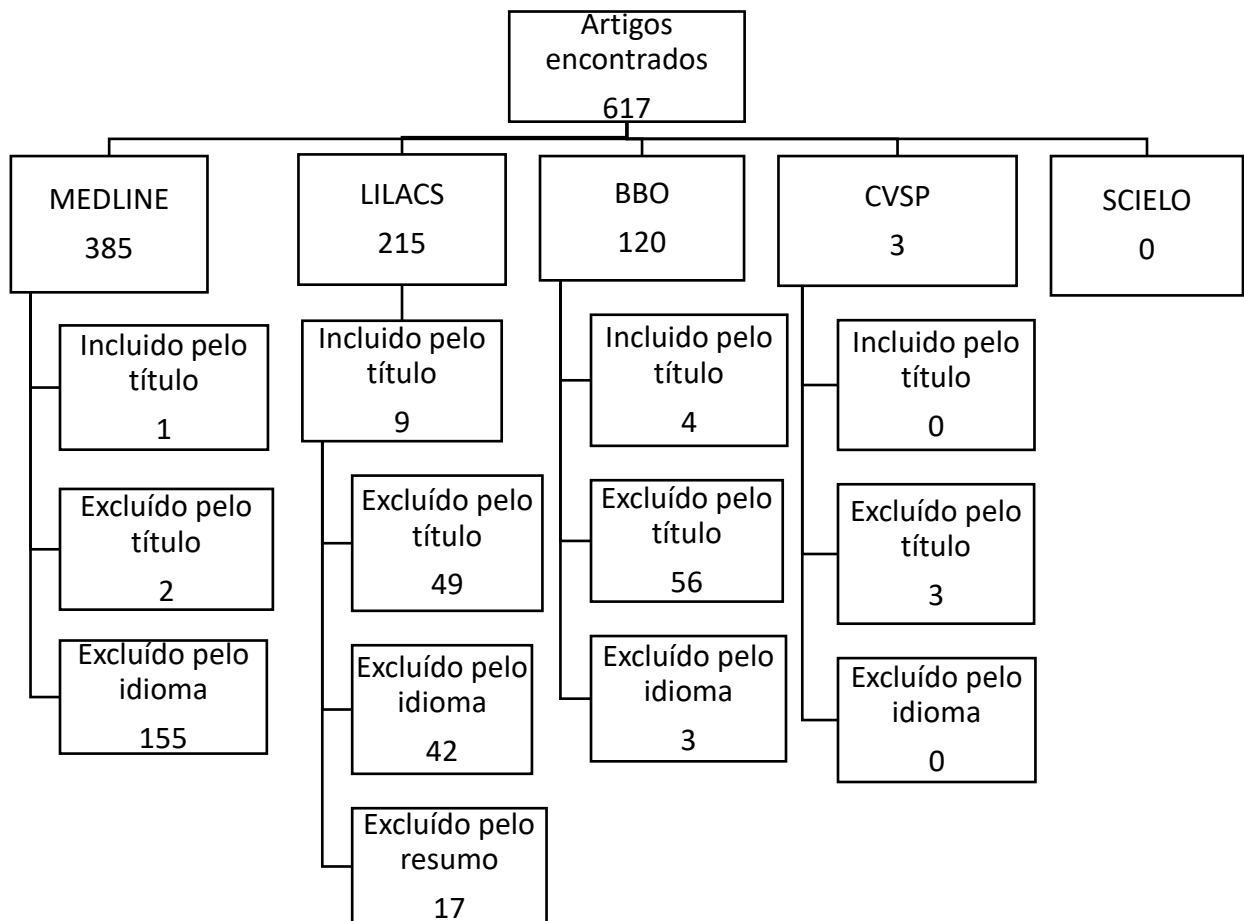 Artigos
encontrados
617
MEDLINE
385
LILACS
215
BBO
120
CVSP
3
SCIELO
0
Incluido pelo
título
1
Excluído pelo
título
2
Excluído pelo
idioma
155
Incluido pelo
título
9
Excluído pelo
título
49
Excluído pelo
idioma
42
Excluído pelo
resumo
17
Incluido pelo
título
4
Excluído pelo
título
56
Excluído pelo
idioma
3
Incluido pelo
título
0
Excluído pelo
título
3
Excluído pelo
idioma
0